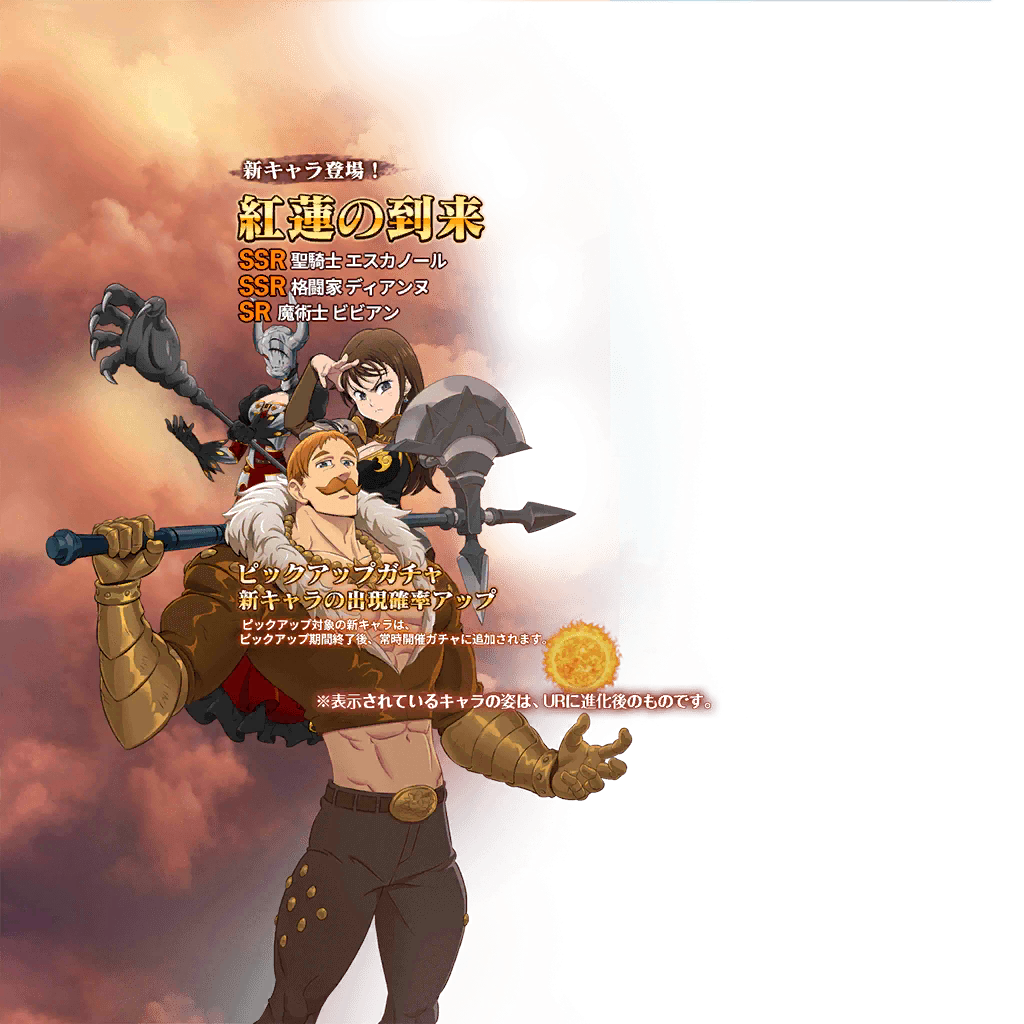 新キャラ登場！
紅蓮の到来
SSR 聖騎士 エスカノール
SSR 格闘家 ディアンヌ
SR 魔術士 ビビアン
ピックアップガチャ
新キャラの出現確率アップ
ピックアップ対象の新キャラは、
ピックアップ期間終了後、常時開催ガチャに追加されます。
※表示されているキャラの姿は、URに進化後のものです。